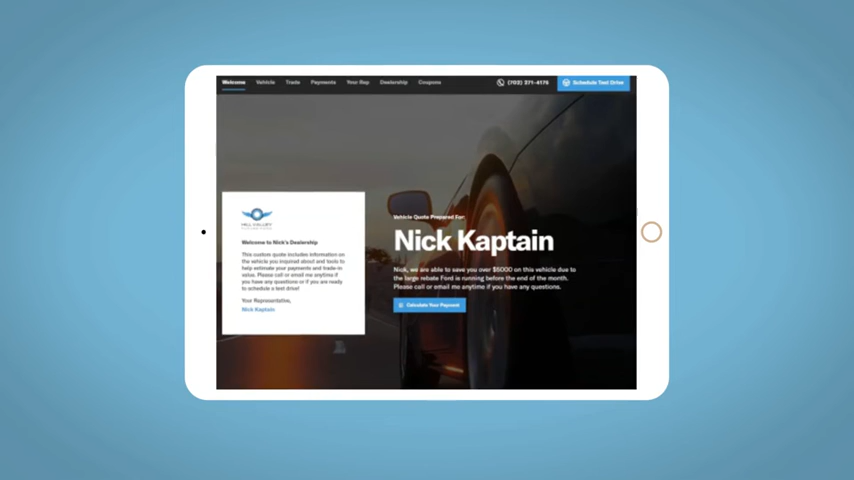 Welcome Vehicle Trade Payments Your Rep Dealership Coupons (702) 271-4175 Schedule Test Drive
HILL VALLEY
Welcome to Nick's Dealership
This custom quote includes information on
the vehicle you inquired about and tools to
help estimate your payments and trade-in
value. Please call or email me anytime if
you have any questions or if you are ready
to schedule a test drive!
Your Representative,
Nick Kaptain
Vehicle Quote Prepared For:
Nick Kaptain
Nick, we are able to save you over $6000 on this vehicle due to
the large rebate Ford is running before the end of the month.
Please call or email me anytime if you have any questions.
Calculate Your Payment